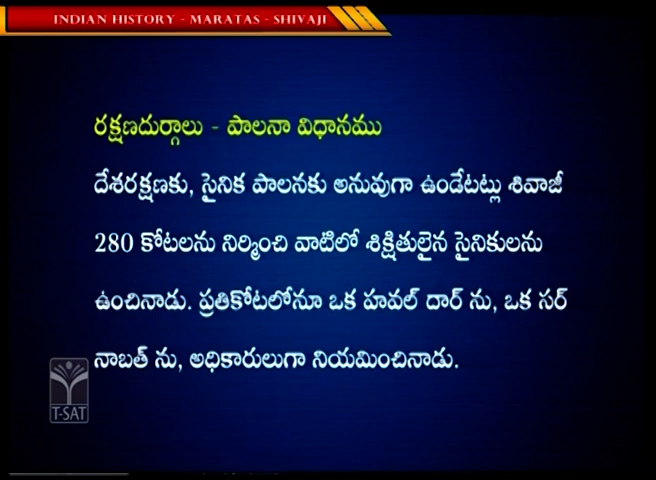 INDIAN HISTORY - MARATAS - SHIVAJI
రక్షణదుర్గాలు - పాలనా విధానము
దేశరక్షణకు, సైనిక పాలనకు అనువుగా ఉండేటట్లు శివాజీ
280 కోటలను నిర్మించి వాటిలో శిక్షితులైన సైనికులను
ఉంచినాడు. ప్రతికోటలోనూ ఒక హవల్ దార్ ను, ఒక సర్
నాబత్ ను, అధికారులుగా నియమించినాడు.
T-SAT